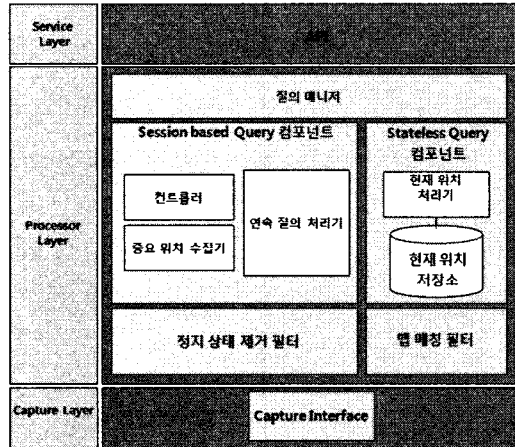 Service
Layer
API
질의 매니저
Session based Query 컴포넌트
Stateless Query
컴포넌트
컨트롤러
중요 위치 수집기
연속 질의 처리기
현재 위치
처리기
현재 위치
저장소
Processor
Layer
정지 상태 제거 필터
맵 매칭 필터
Capture Layer
Capture Interface